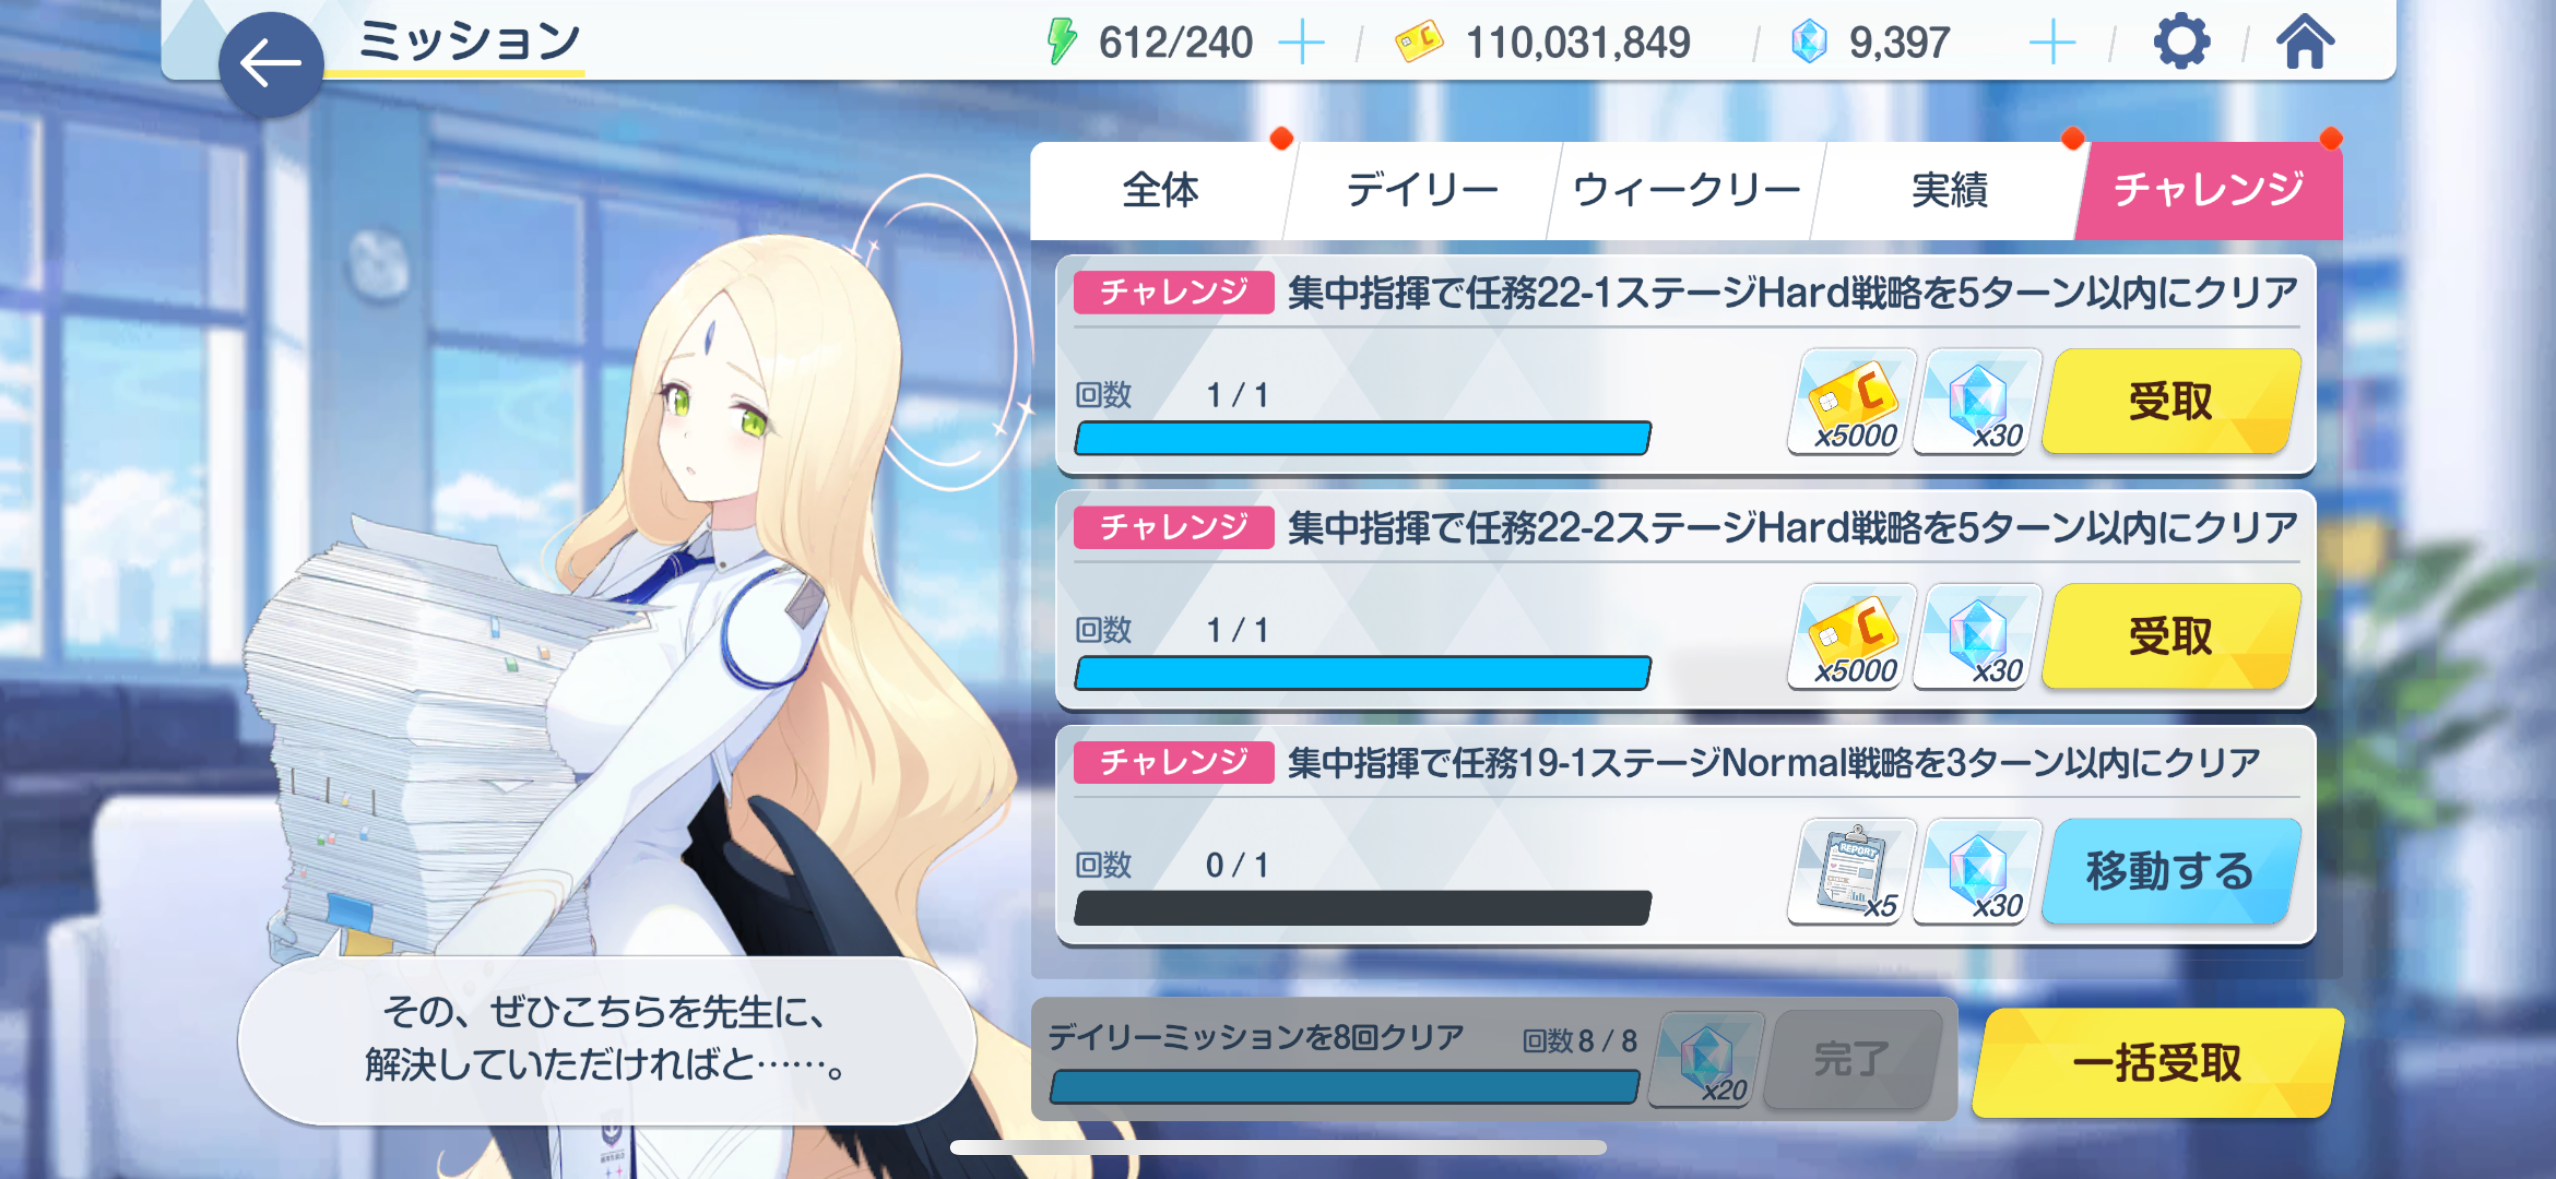 ミッション
612/240
110,031,849
9,397
全体
デイリー
ウィークリー
実績
チャレンジ
チャレンジ 集中指揮で任務22-1ステージHard戦略を5ターン以内にクリア
回数 1 / 1
x5000
x30
受取
チャレンジ 集中指揮で任務22-2ステージHard戦略を5ターン以内にクリア
回数 1 / 1
x5000
x30
受取
チャレンジ 集中指揮で任務19-1ステージNormal戦略を3ターン以内にクリア
回数 0 / 1
REPORT
x5
x30
移動する
その、ぜひこちらを先生に、
解決していただければと……。
デイリーミッションを8回クリア 回数 8 / 8
x20
完了
一括受取